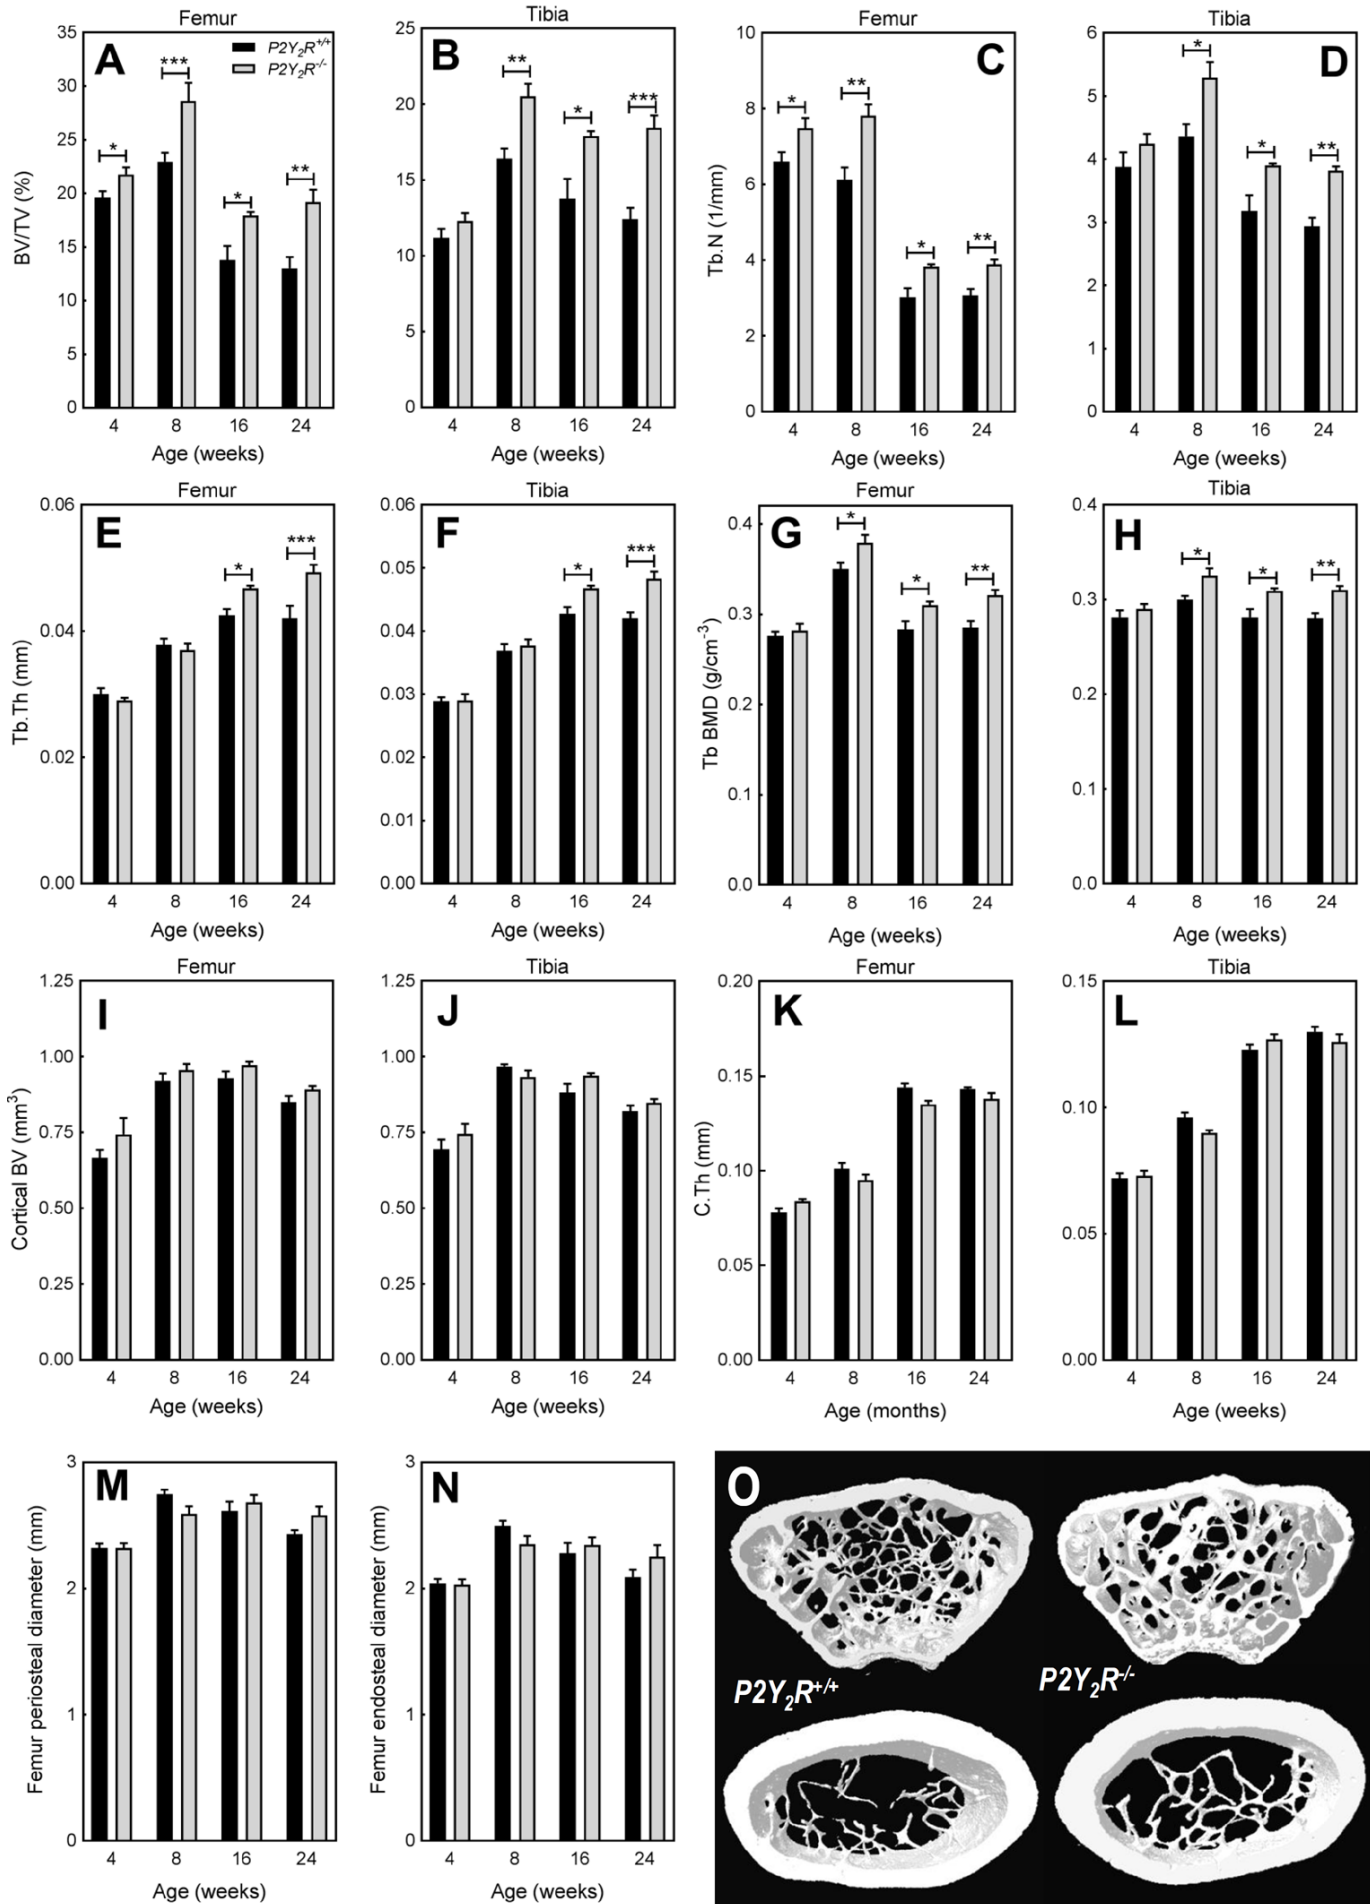 Femur
A
P2Y2R+/+
P2Y2R-/-
35
30
25
20
15
10
5
0
BV/TV (%)
* *** * **
4 8 16 24
Age (weeks)
Tibia
B
25
20
15
10
5
0
** * ***
4 8 16 24
Age (weeks)
Femur
C
10
8
6
4
2
0
Tb.N (1/mm)
* ** * **
4 8 16 24
Age (weeks)
Tibia
D
6
5
4
3
2
1
0
* * **
4 8 16 24
Age (weeks)
Femur
E
0.06
0.04
0.02
0.00
Tb.Th (mm)
* ***
4 8 16 24
Age (weeks)
Tibia
F
0.06
0.05
0.04
0.03
0.02
0.01
0.00
* ***
4 8 16 24
Age (weeks)
Femur
G
0.4
0.3
0.2
0.1
0.0
Tb BMD (g/cm-3)
* * **
4 8 16 24
Age (weeks)
Tibia
H
0.4
0.3
0.2
0.1
0.0
* * **
4 8 16 24
Age (weeks)
Femur
I
1.25
1.00
0.75
0.50
0.25
0.00
Cortical BV (mm3)
4 8 16 24
Age (weeks)
Tibia
J
1.25
1.00
0.75
0.50
0.25
0.00
4 8 16 24
Age (weeks)
Femur
K
0.20
0.15
0.10
0.05
0.00
C.Th (mm)
4 8 16 24
Age (months)
Tibia
L
0.15
0.10
0.05
0.00
4 8 16 24
Age (weeks)
M
3
2
1
0
Femur periosteal diameter (mm)
4 8 16 24
Age (weeks)
N
3
2
1
0
Femur endosteal diameter (mm)
4 8 16 24
Age (weeks)
O
P2Y2R+/+
P2Y2R-/-